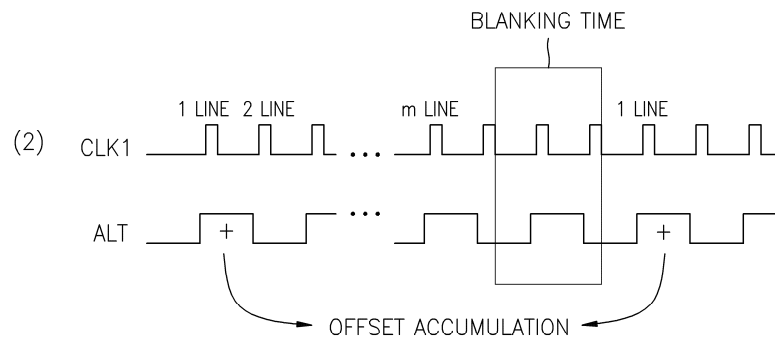 BLANKING TIME
1 LINE 2 LINE m LINE 1 LINE
(2) CLK1 ...
ALT + ... +
OFFSET ACCUMULATION